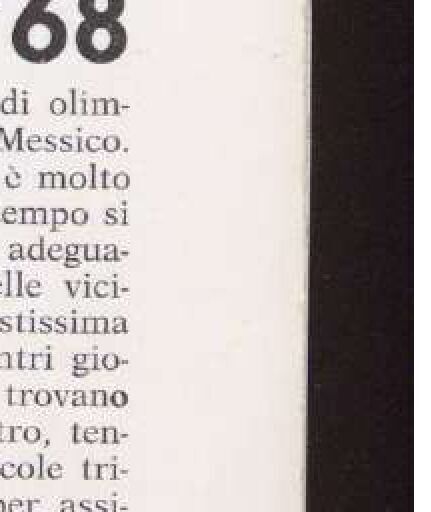 68
di olim-
Messico.
è molto
empo si
adegua-
elle vici-
stissima
ntri gio-
trovano
tro, ten-
cole tri-
per assi-